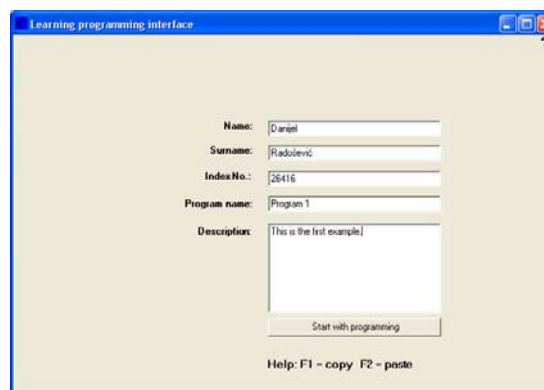 Learning programming interface
Name: Danijel
Surname: Radošević
Index No.: 26416
Program name: Program 1
Description: This is the first example.
Start with programming
Help: F1 - copy F2 - paste